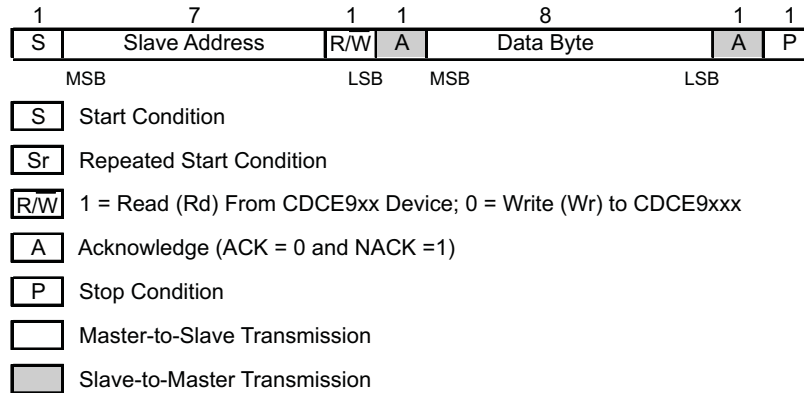 1 7 1 1 8 1 1
S Slave Address R/W A Data Byte A P
MSB LSB MSB LSB
S Start Condition
Sr Repeated Start Condition
R/W 1 = Read (Rd) From CDCE9xx Device; 0 = Write (Wr) to CDCE9xxx
A Acknowledge (ACK = 0 and NACK =1)
P Stop Condition
Master-to-Slave Transmission
Slave-to-Master Transmission